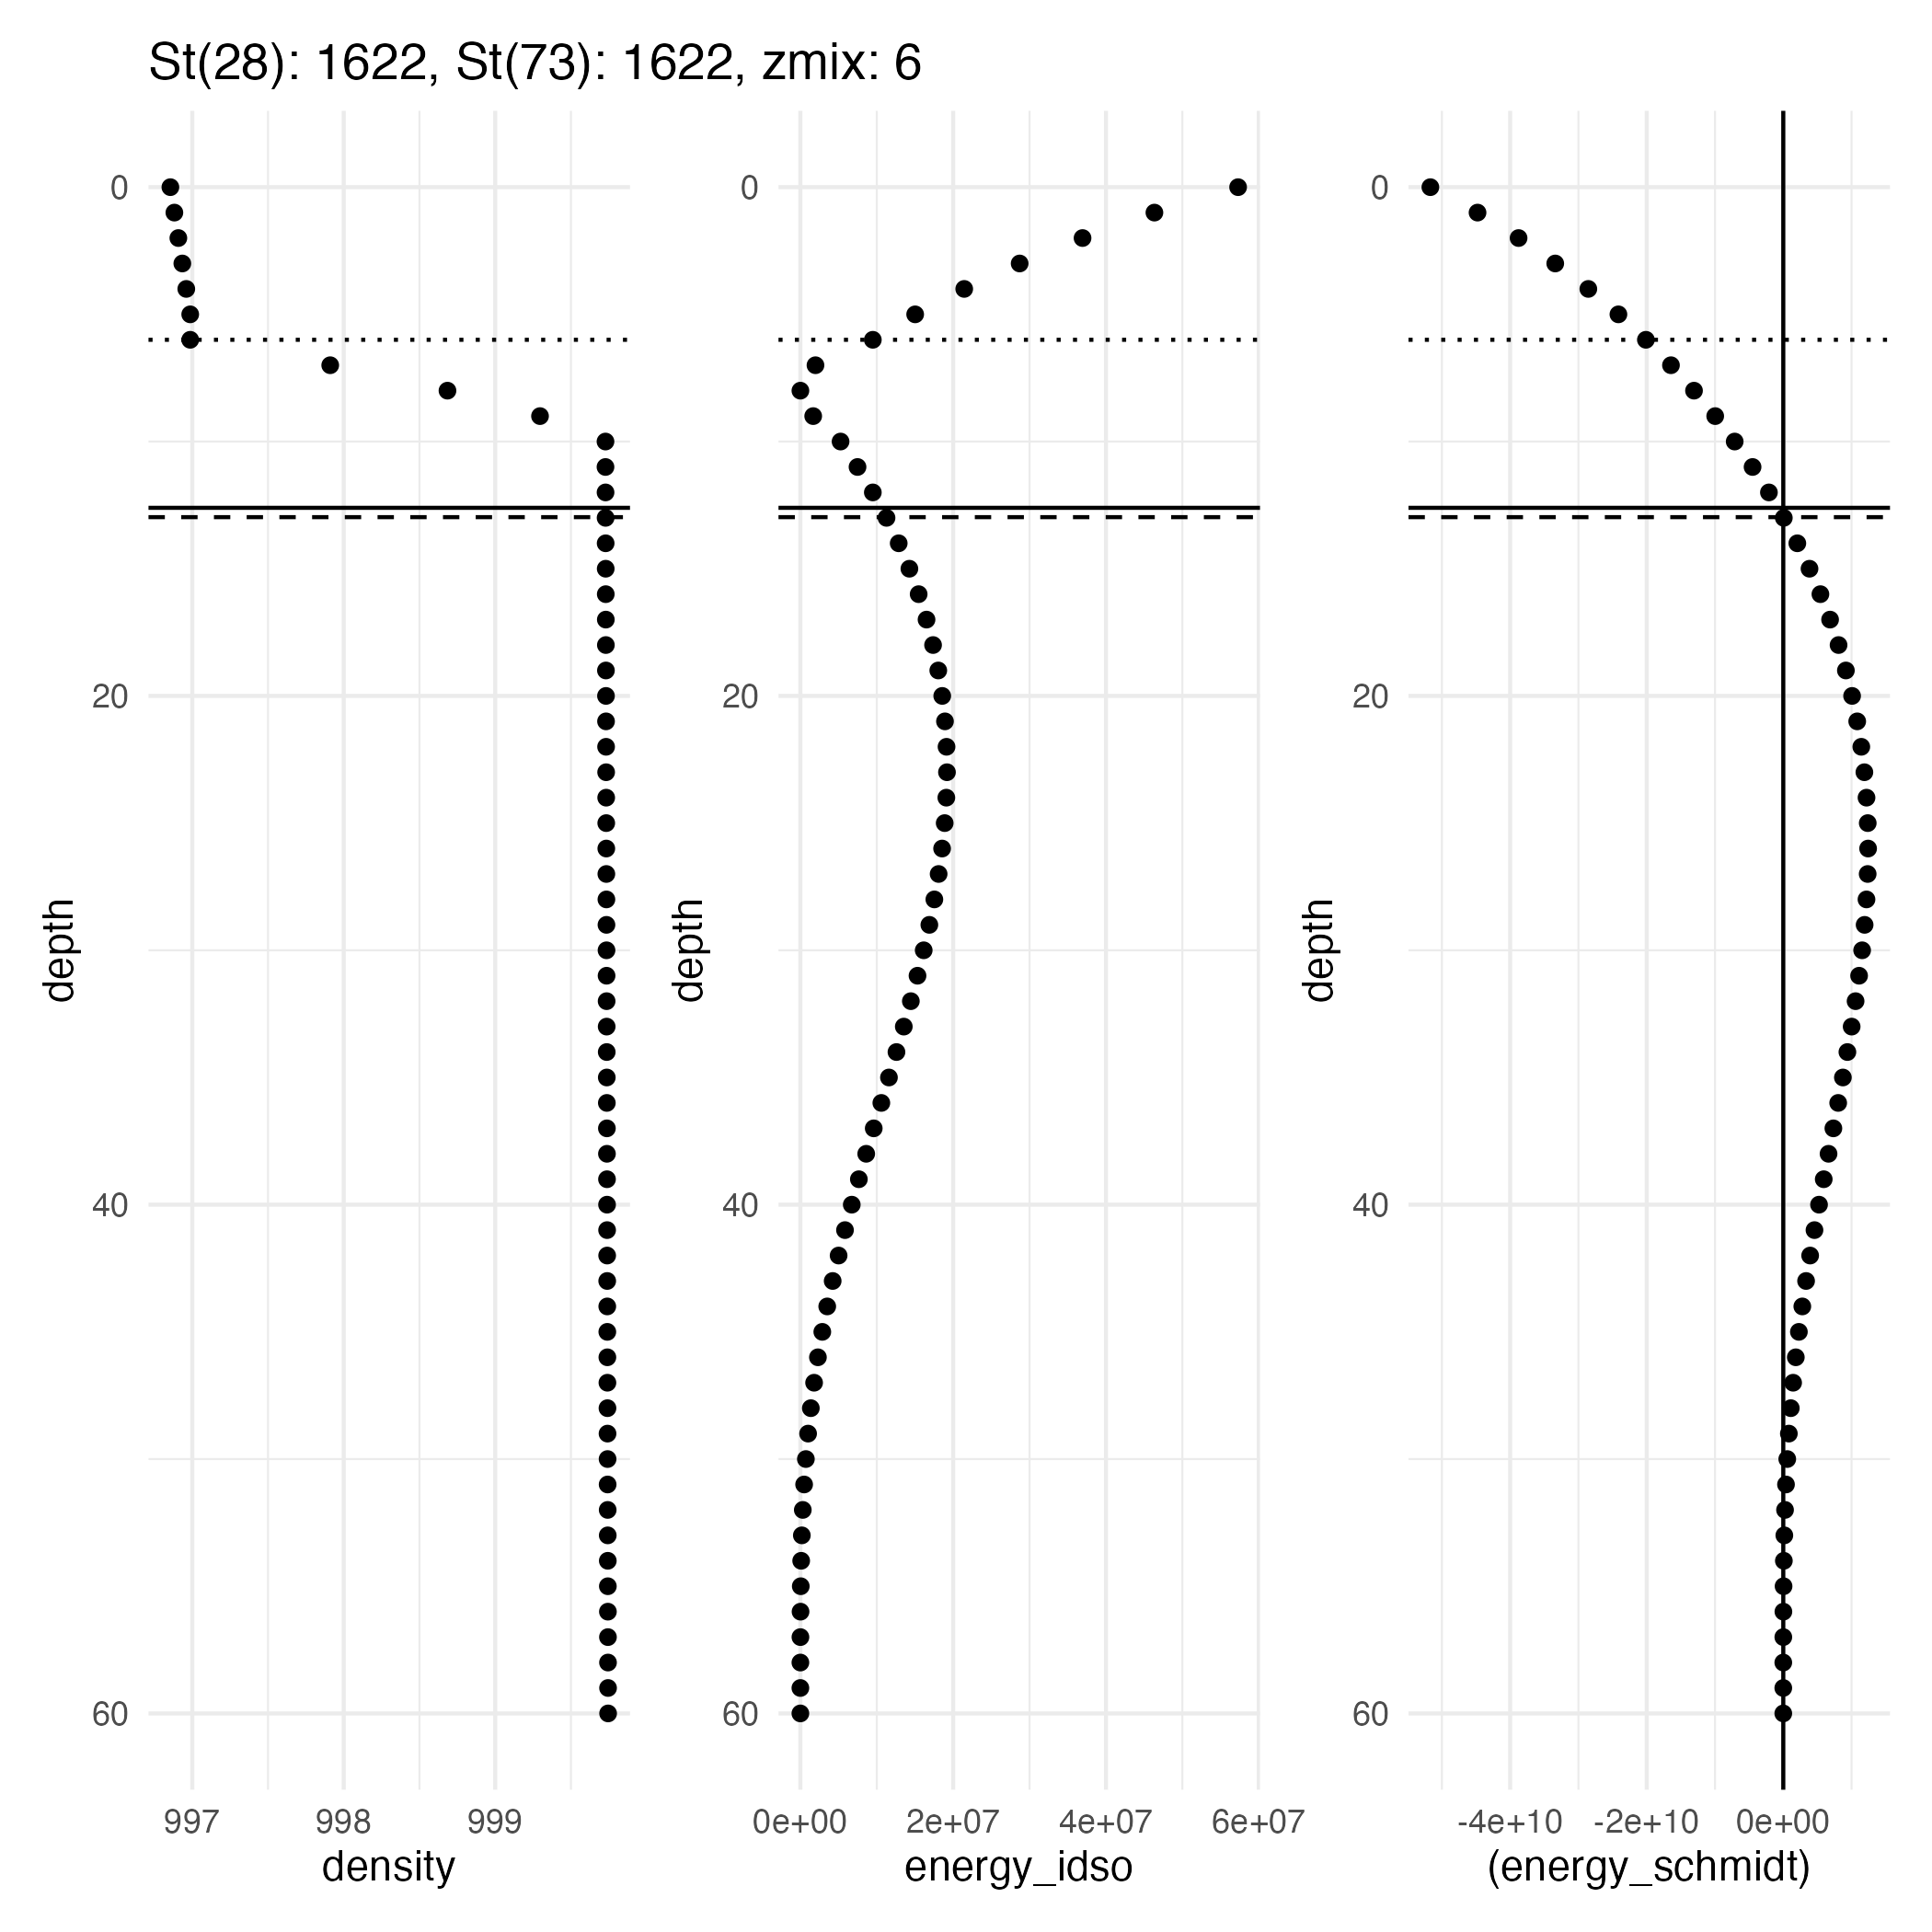 St(28): 1622, St(73): 1622, zmix: 6
depth
0
20
40
60
997
998
999
density
depth
0
20
40
60
0e+00
2e+07
4e+07
6e+07
energy_idso
depth
0
20
40
60
-4e+10
-2e+10
0e+00
(energy_schmidt)